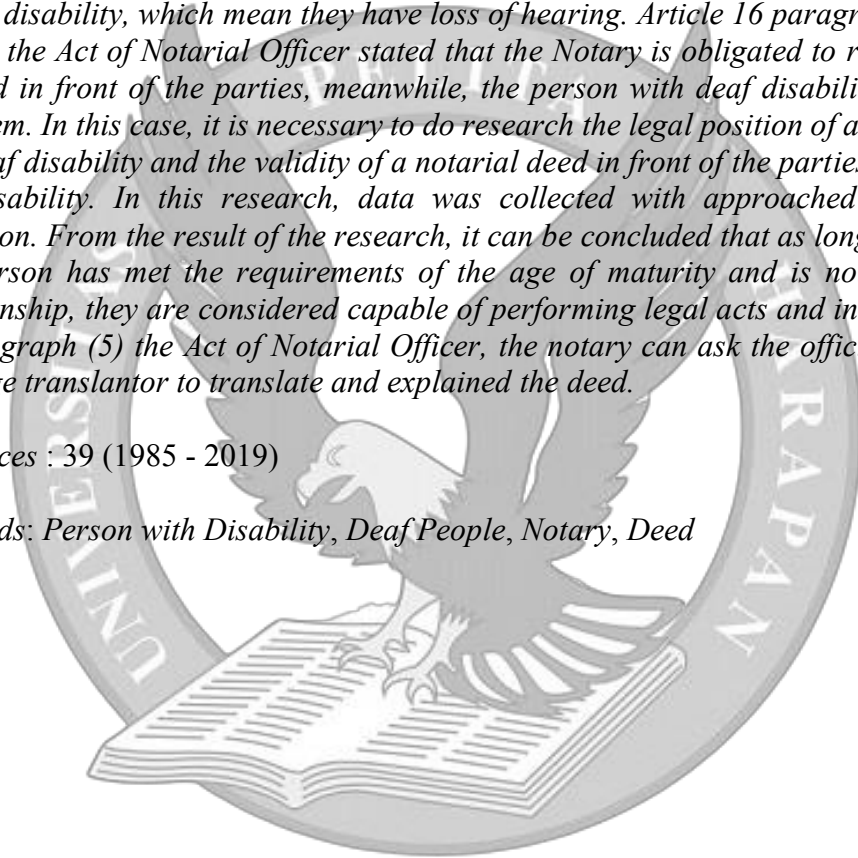 disability, which mean they have loss of hearing. Article 16 paragr
the Act of Notarial Officer stated that the Notary is obligated to r
d in front of the parties, meanwhile, the person with deaf disabili
em. In this case, it is necessary to do research the legal position of a
af disability and the validity of a notarial deed in front of the parties
isability. In this research, data was collected with approached
on. From the result of the research, it can be concluded that as long
erson has met the requirements of the age of maturity and is no
nship, they are considered capable of performing legal acts and in
agraph (5) the Act of Notarial Officer, the notary can ask the offic
re translantor to translate and explained the deed.
ces : 39 (1985 - 2019)
ds: Person with Disability, Deaf People, Notary, Deed
UNIVERSITAS PELITA HARAPAN